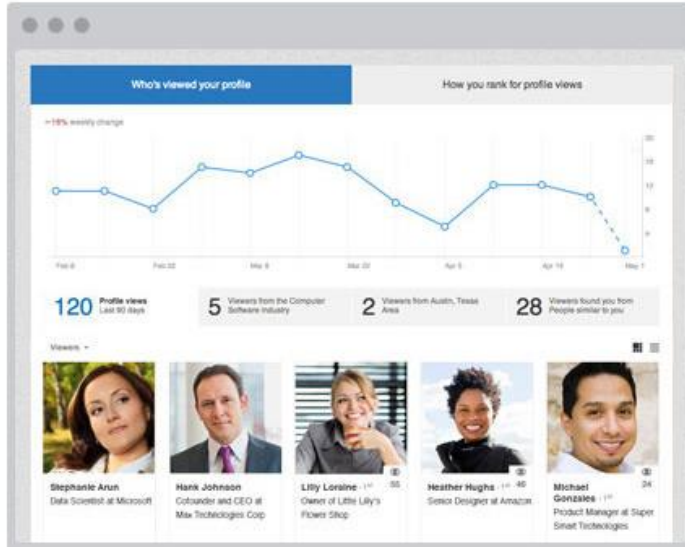 Who's viewed your profile
How you rank for profile views
-16% weekly change
20
16
12
8
4
Feb 8
Feb 22
Mar 8
Mar 22
Apr 5
Apr 19
May 1
120 Profile views
Last 90 days
5 Viewers from the Computer
Software Industry
2 Viewers from Austin, Texas
Area
28 Viewers found you from
People similar to you
Viewers
55
46
24
Stephanie Arun
Data Scientist at Microsoft
Hank Johnson
Cofounder and CEO at
Max Technologies Corp
Lilly Loraine · 1st
Owner of Little Lily's
Flower Shop
Heather Hughs · 1st
Senior Designer at Amazon
Michael
Gonzales · 1st
Product Manager at Super
Smart Technologies